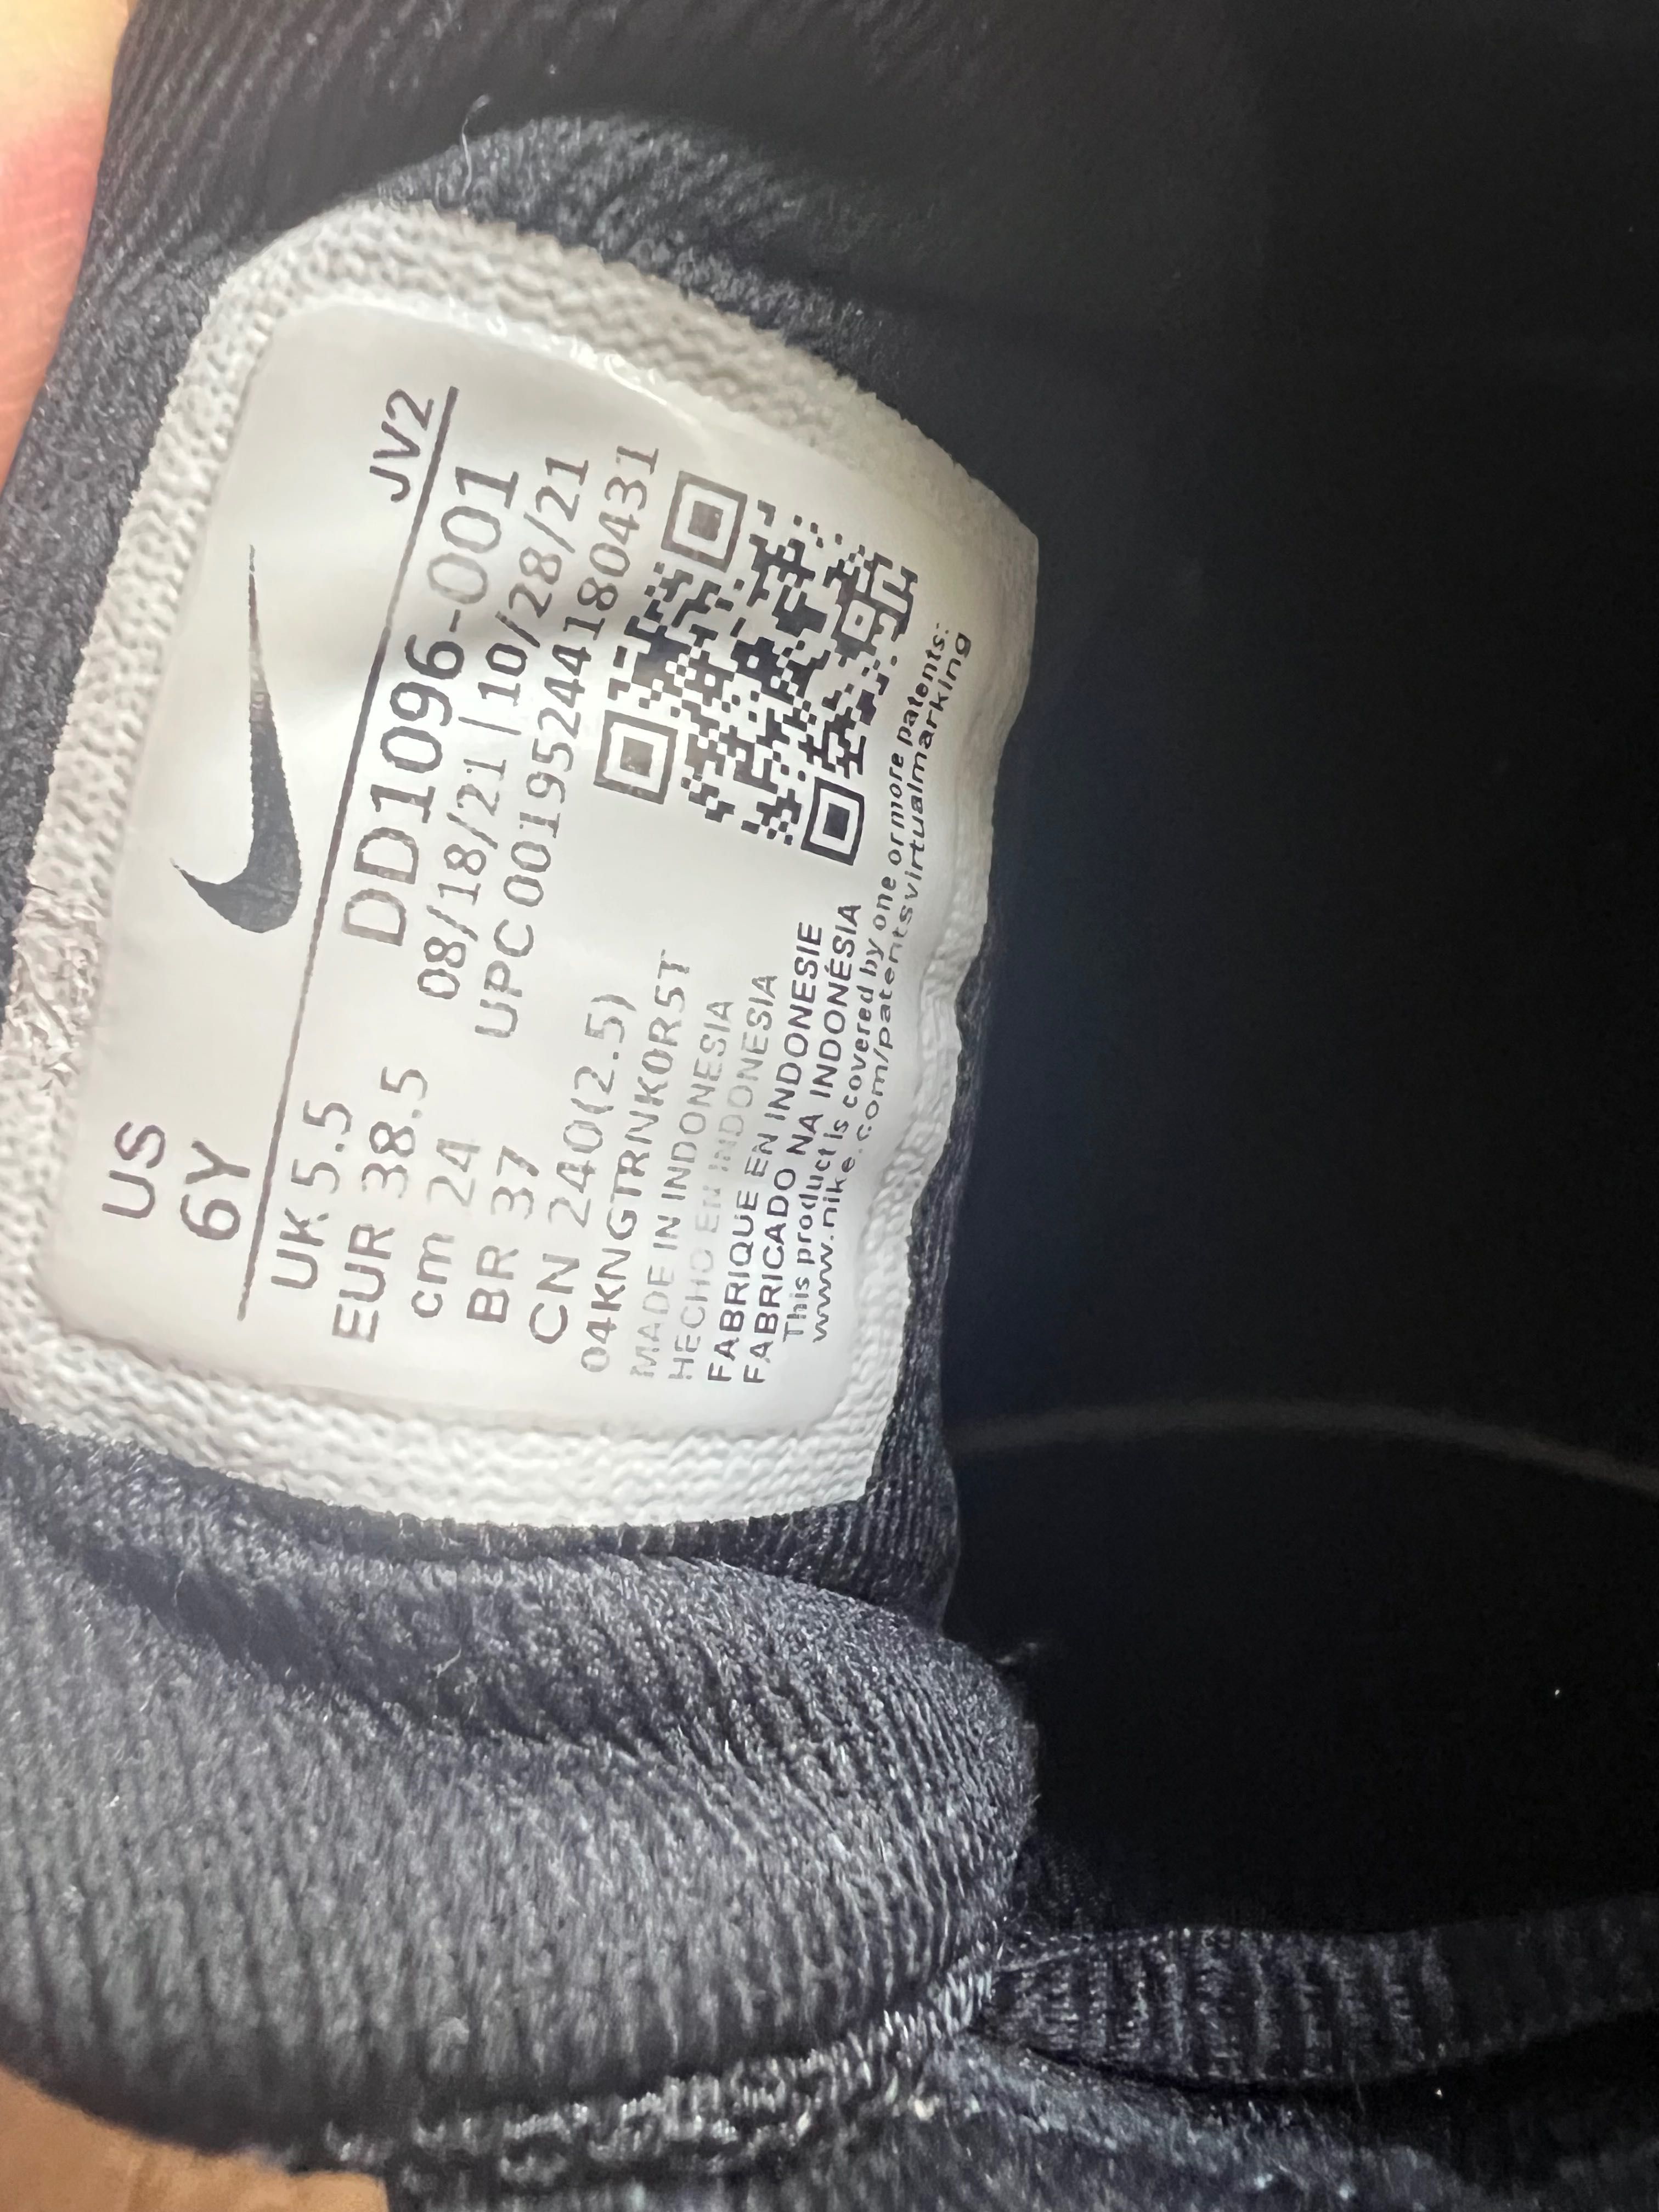 US
6Y
JV2
UK 5.5
EUR 38.5
cm 24
BR 37
CN 240(2.5)
DD1096-001
08/18/21 | 10/28/21
UPC 00195244180431
04KNGTRNK0R5T
MADE IN INDONESIA
HECHO EN INDONESIA
FABRIQUE EN INDONESIE
FABRICADO NA INDONÉSIA
This product is covered by one or more patents:
www.nike.com/patentsvirtualmarking